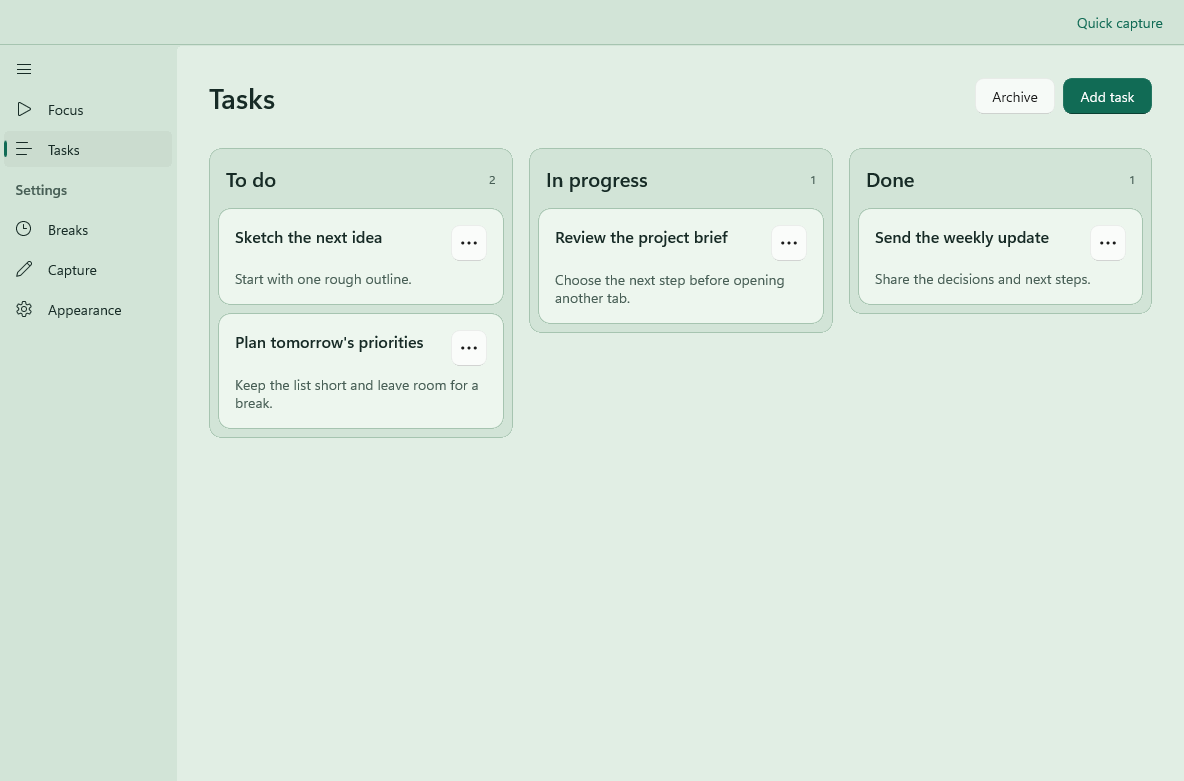 Quick capture
Focus
Tasks
Settings
Breaks
Capture
Appearance
Tasks
Archive
Add task
To do
2
Sketch the next idea
Start with one rough outline.
Plan tomorrow's priorities
Keep the list short and leave room for a
break.
In progress
1
Review the project brief
Choose the next step before opening
another tab.
Done
1
Send the weekly update
Share the decisions and next steps.